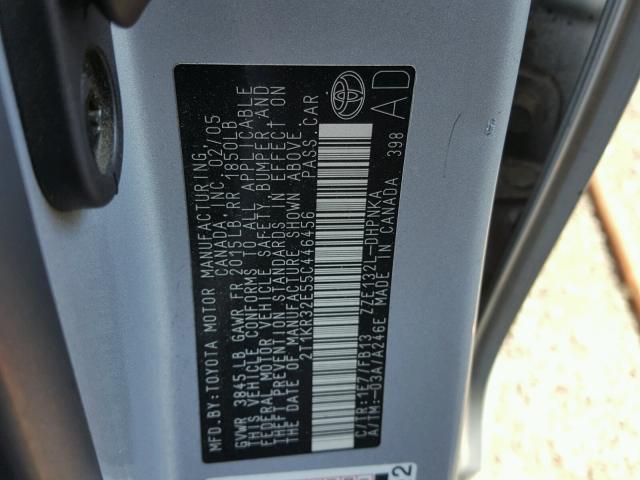 MFD.BY:TOYOTA MOTOR MANUFACTURING,
CANADA, INC. 02/05
GVWR 3845LB GAWR FR 2015LB RR 1850LB
THIS VEHICLE CONFORMS TO ALL APPLICABLE
FEDERAL MOTOR VEHICLE SAFETY, BUMPER AND
THEFT PREVENTION STANDARDS IN EFFECT ON
THE DATE OF MANUFACTURE SHOWN ABOVE.
2T1KR32E55C446456 PASS.CAR
AD
C/TR:1E7/FB13 ZZE132L-DHPNKA
A/TM:-03A/A246E MADE IN CANADA 398
2